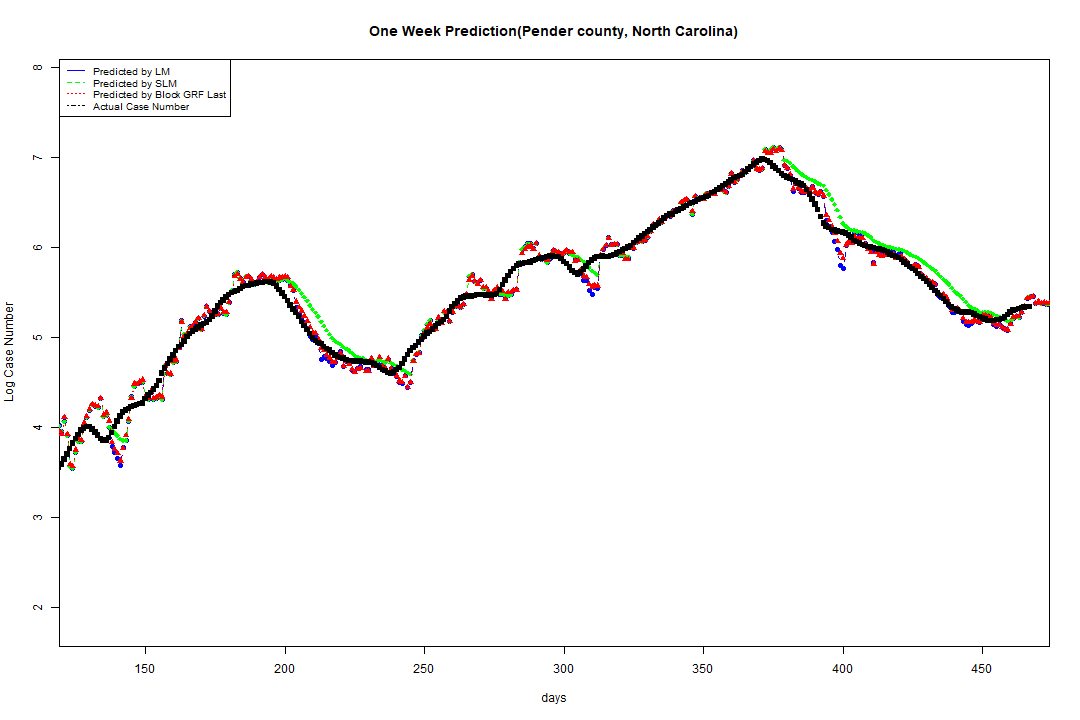 One Week Prediction(Pender county, North Carolina)
Predicted by LM
Predicted by SLM
Predicted by Block GRF Last
Actual Case Number
8
7
6
5
4
3
2
Log Case Number
150 200 250 300 350 400 450
days